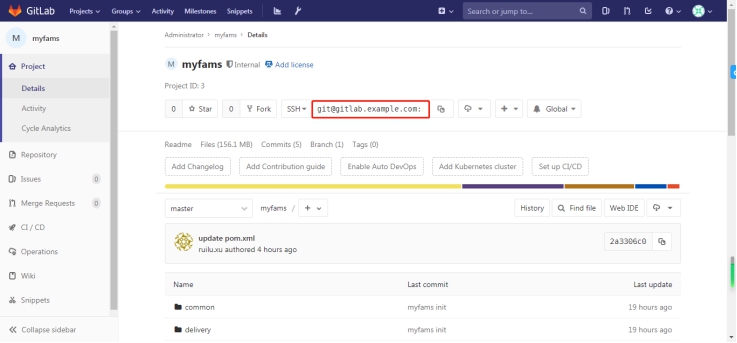 GitLab Projects Groups Activity Milestones Snippets Search or jump to...
M myfams
Project
Details
Activity
Cycle Analytics
Repository
Issues 0
Merge Requests 0
CI / CD
Operations
Wiki
Snippets
Collapse sidebar
Administrator > myfams > Details
M myfams Internal Add license
Project ID: 3
0 Star 0 Fork SSH git@gitlab.example.com: + Global
Readme Files (156.1 MB) Commits (5) Branch (1) Tags (0)
Add Changelog Add Contribution guide Enable Auto DevOps Add Kubernetes cluster Set up CI/CD
master myfams / + History Find file Web IDE
update pom.xml
ruilu.xu authored 4 hours ago
2a3306c0
Name Last commit Last update
common myfams init 19 hours ago
delivery myfams init 19 hours ago